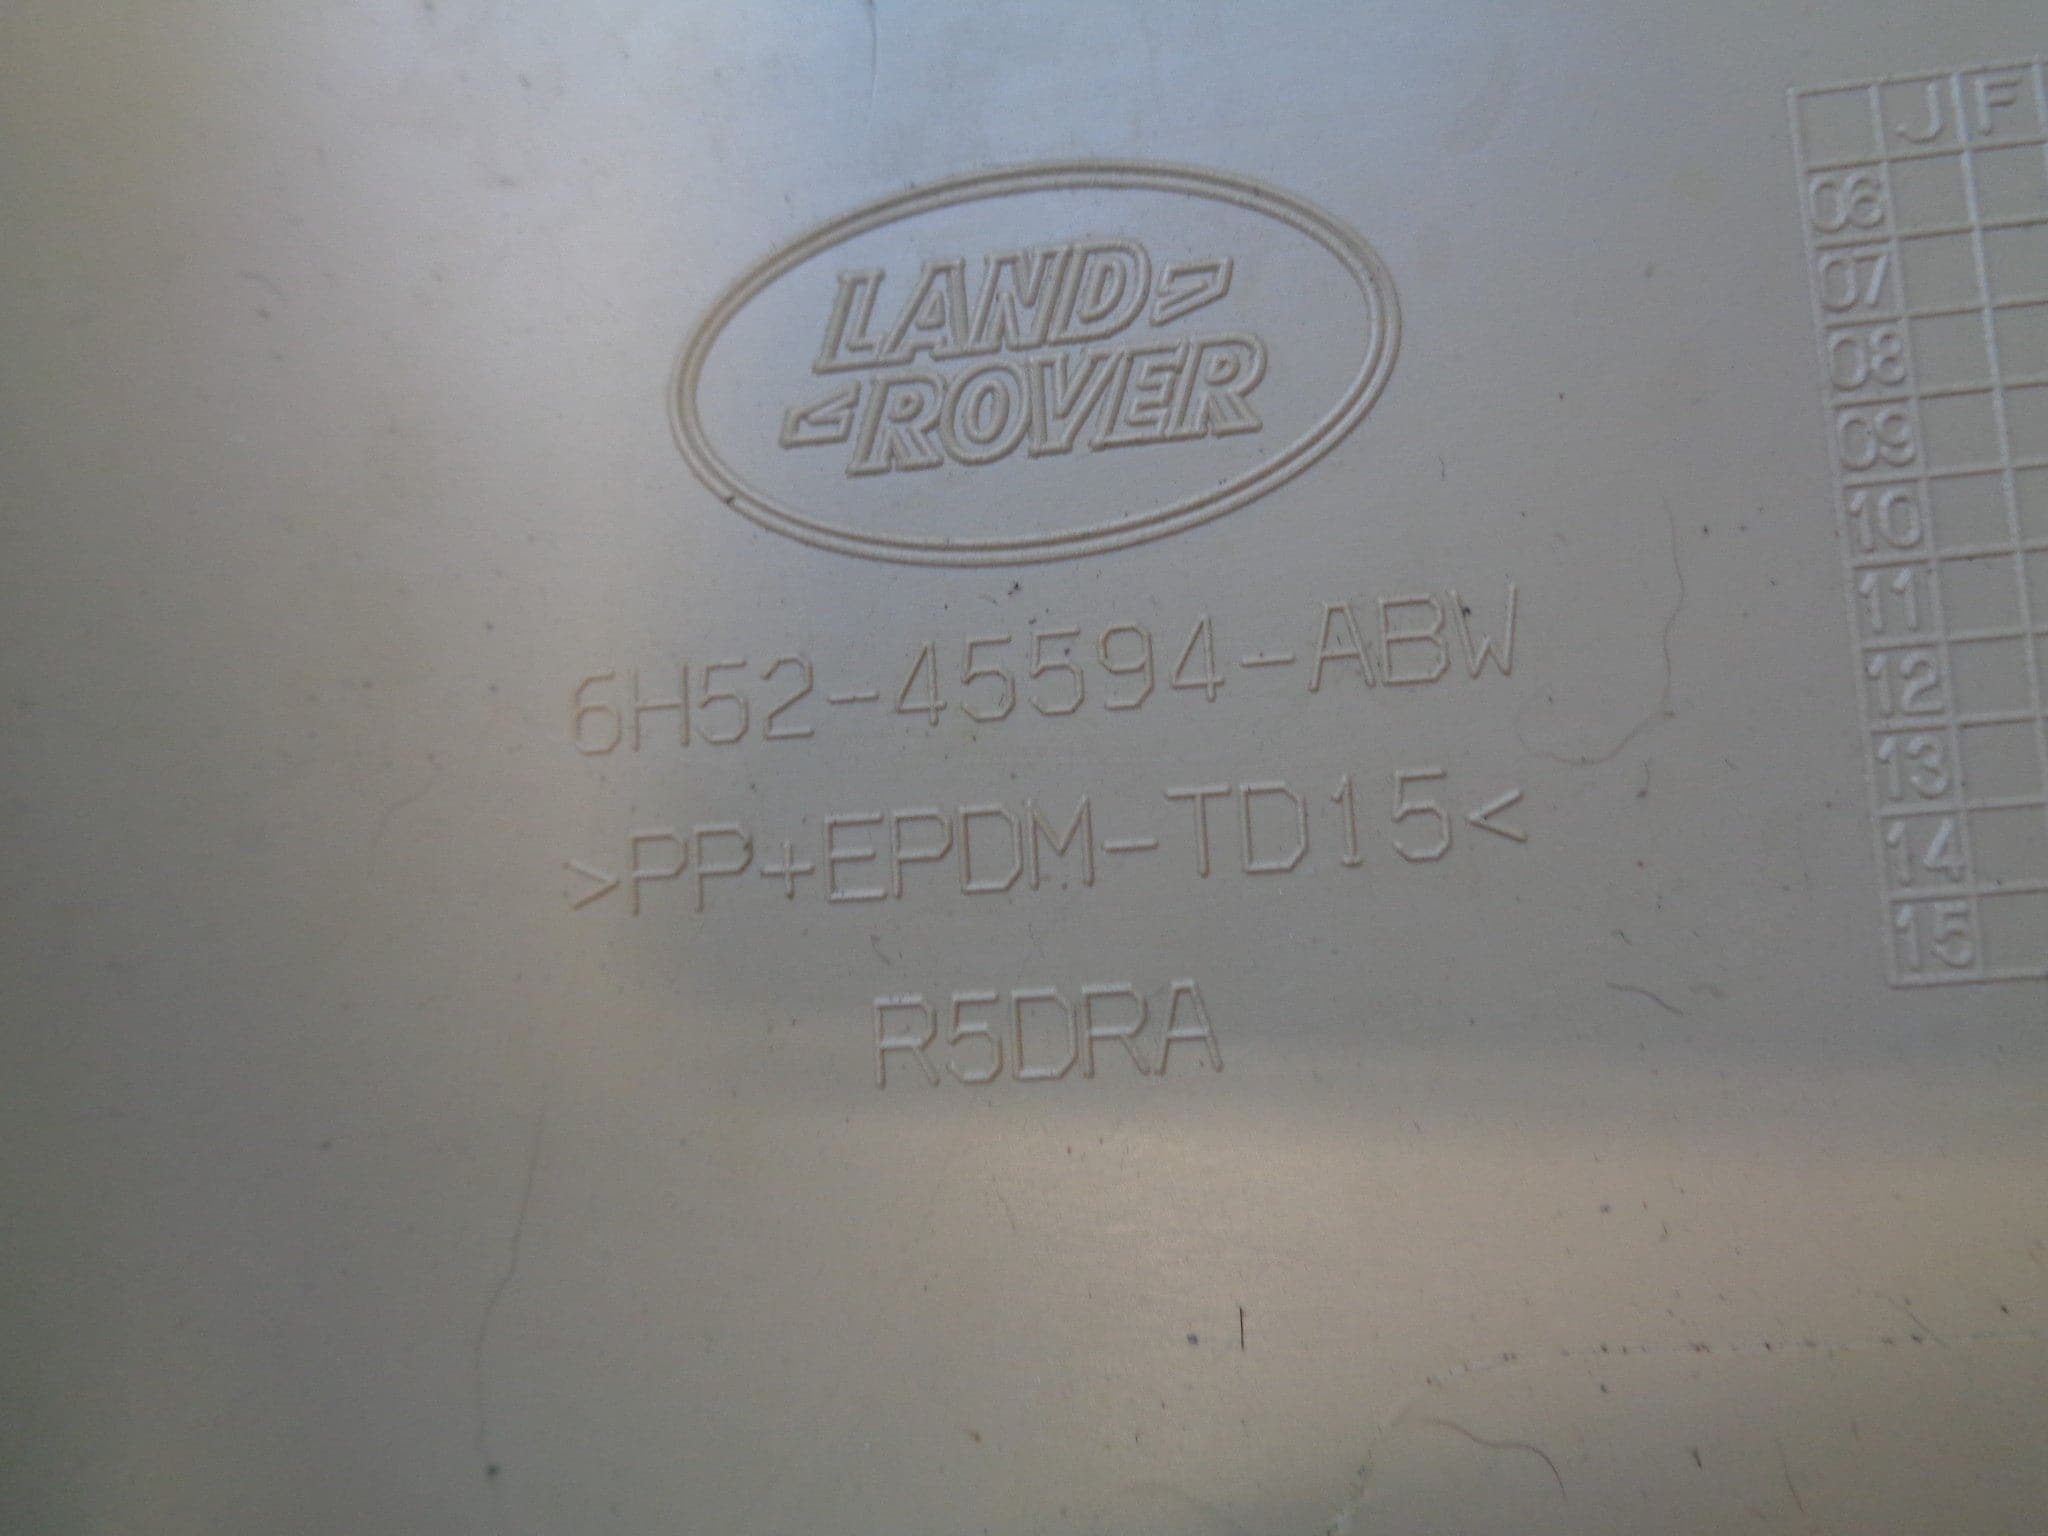 LAND
ROVER
6H52-45594-ABW
>PP+EPDM-TD15<
R5DRA
J F
06
07
08
09
10
11
12
13
14
15